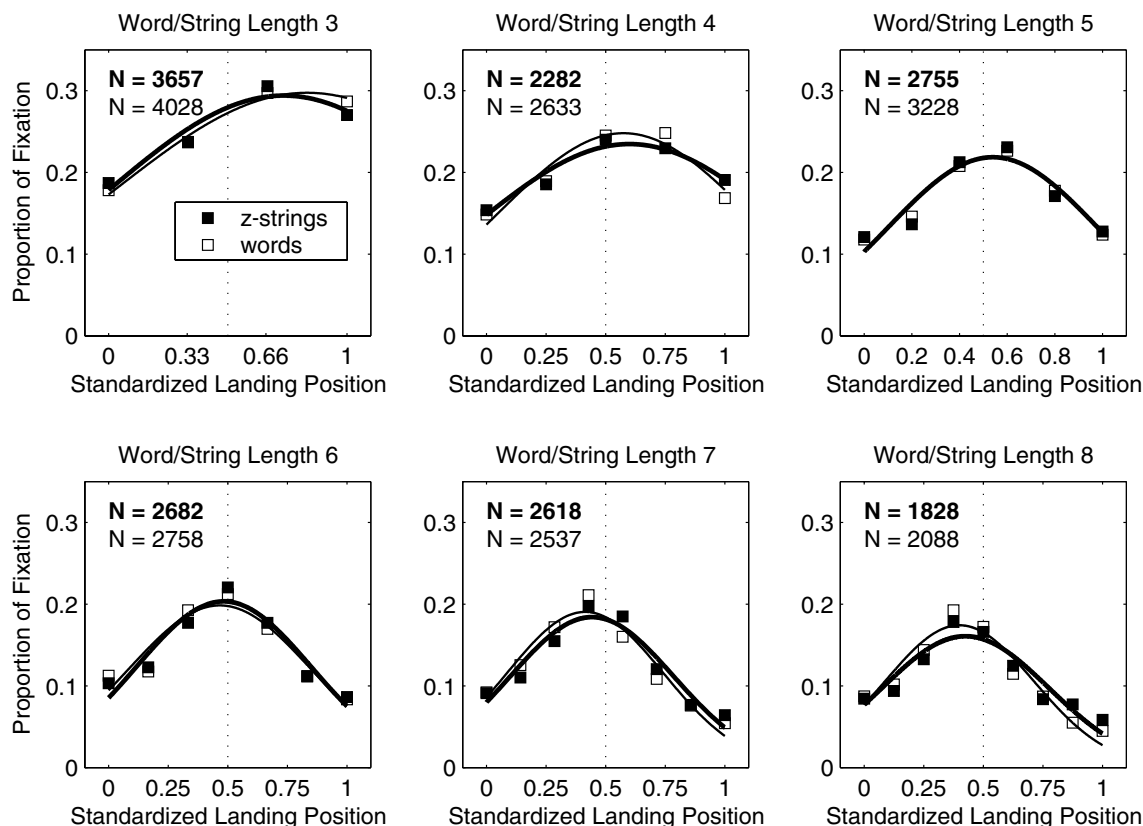 Word/String Length 3
N = 3657
N = 4028
z-strings
words
Proportion of Fixation
0.3
0.2
0.1
0
0 0.33 0.66 1
Standardized Landing Position
Word/String Length 4
N = 2282
N = 2633
0.3
0.2
0.1
0
0 0.25 0.5 0.75 1
Standardized Landing Position
Word/String Length 5
N = 2755
N = 3228
0.3
0.2
0.1
0
0 0.2 0.4 0.6 0.8 1
Standardized Landing Position
Word/String Length 6
N = 2682
N = 2758
Proportion of Fixation
0.3
0.2
0.1
0
0 0.25 0.5 0.75 1
Standardized Landing Position
Word/String Length 7
N = 2618
N = 2537
0.3
0.2
0.1
0
0 0.25 0.5 0.75 1
Standardized Landing Position
Word/String Length 8
N = 1828
N = 2088
0.3
0.2
0.1
0
0 0.25 0.5 0.75 1
Standardized Landing Position